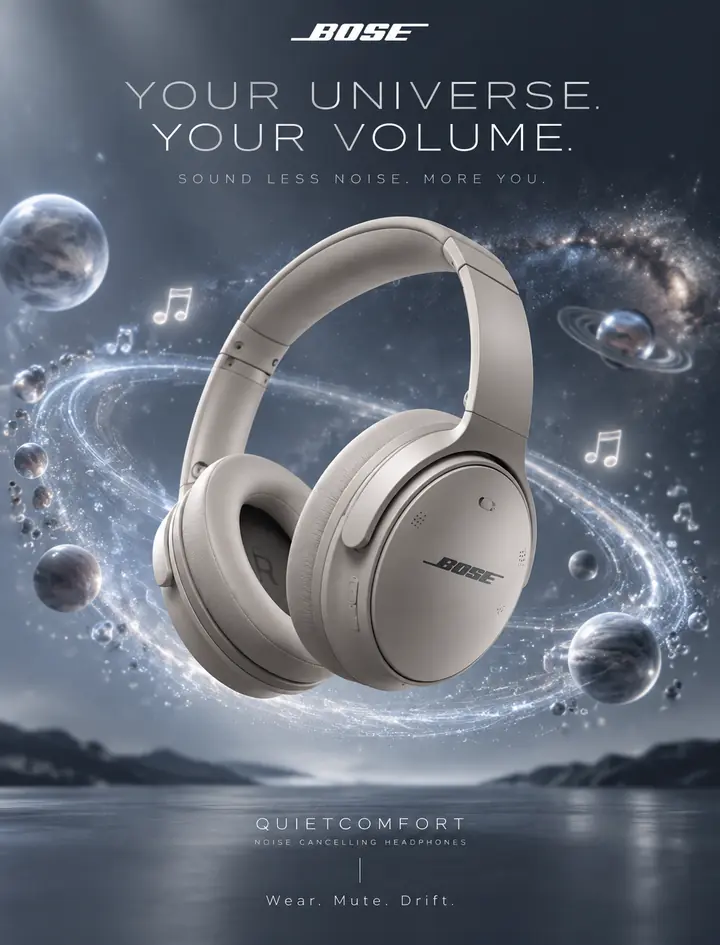 BOSE
YOUR UNIVERSE.
YOUR VOLUME.
SOUND LESS NOISE. MORE YOU.
R
BOSE
QUIETCOMFORT
NOISE CANCELLING HEADPHONES
Wear. Mute. Drift.